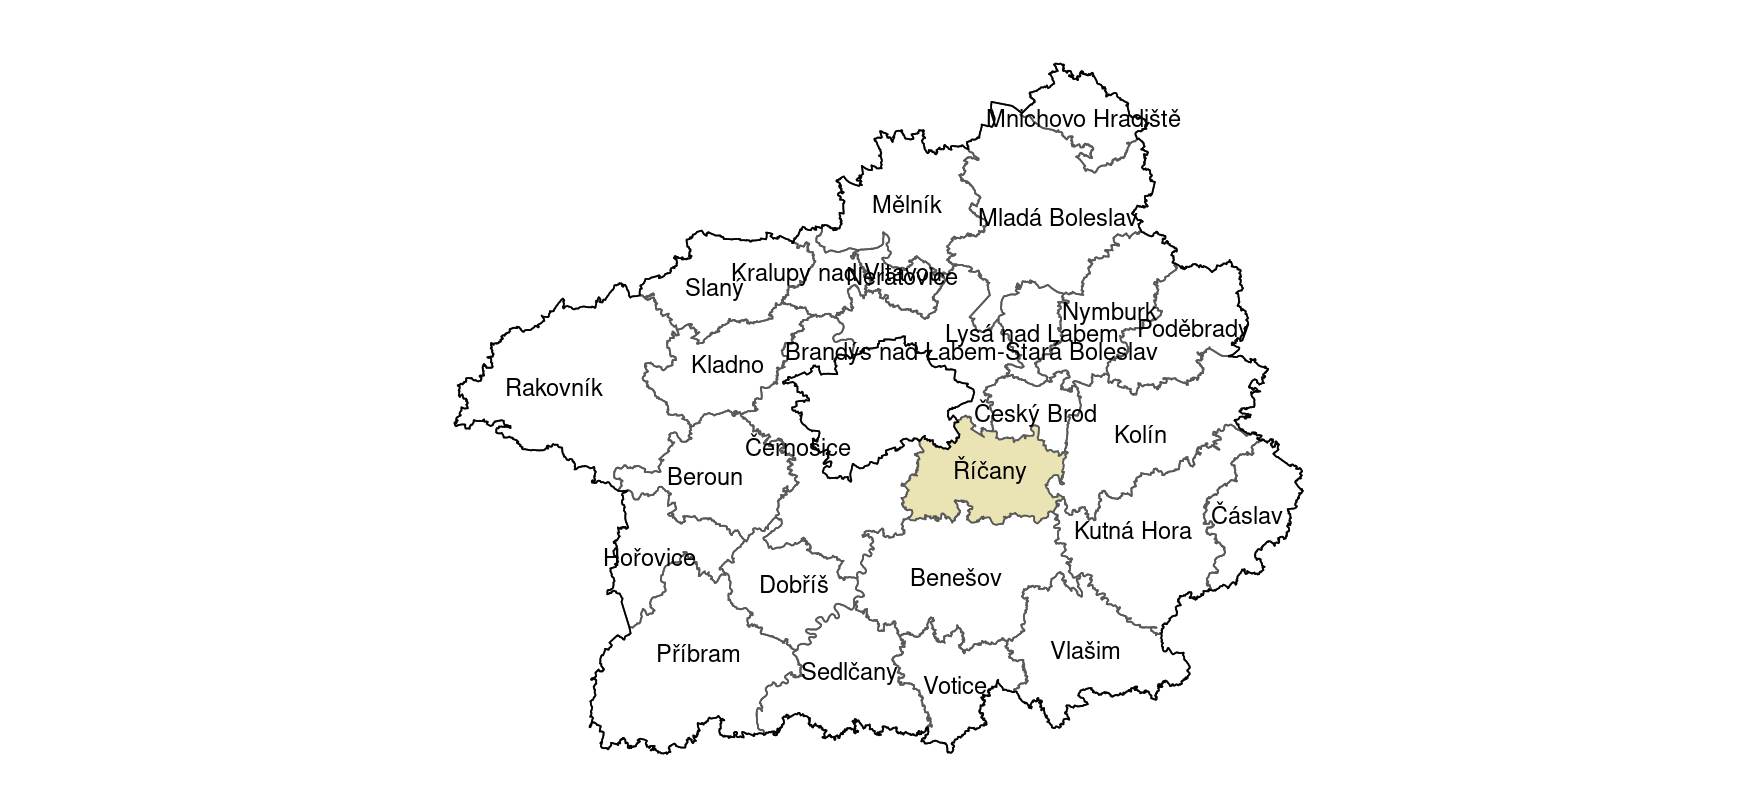 Mnichovo Hradiště
Mělník
Mladá Boleslav
Kralupy nad Vltavou
Neratovice
Slaný
Nymburk
Poděbrady
Lysá nad Labem
Brandýs nad Labem-Stará Boleslav
Kladno
Rakovník
Český Brod
Kolín
Černošice
Říčany
Beroun
Čáslav
Kutná Hora
Hořovice
Benešov
Dobříš
Vlašim
Příbram
Sedlčany
Votice